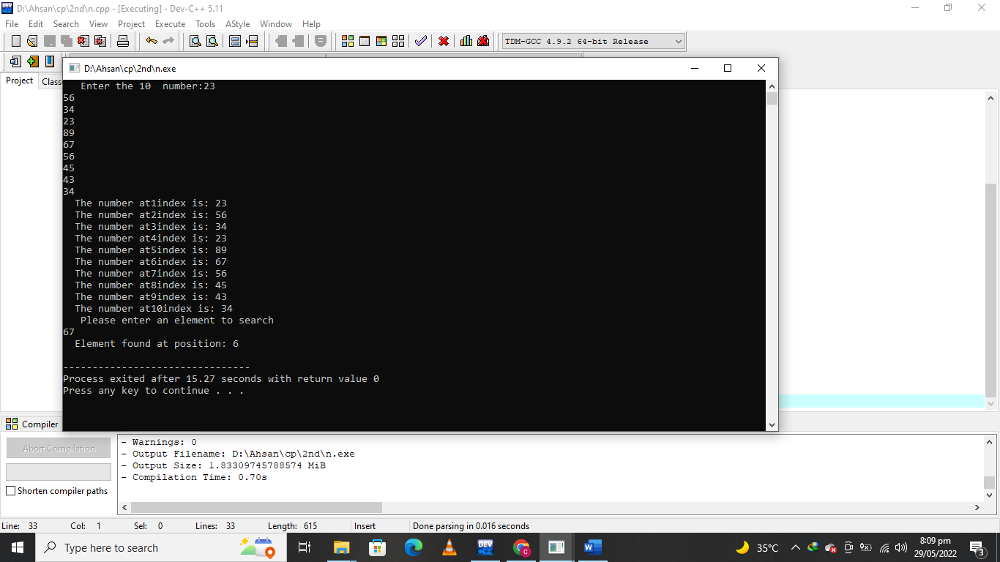 D:\Ahsan\cp\2nd\n.cpp - [Executing] - Dev-C++ 5.11
File Edit Search View Project Execute Tools AStyle Window Help
TDM-GCC 4.9.2 64-bit Release
D:\Ahsan\cp\2nd\n.exe
Project Class
Enter the 10  number:23
56
34
23
89
67
56
45
43
34
The number at1index is: 23
The number at2index is: 56
The number at3index is: 34
The number at4index is: 23
The number at5index is: 89
The number at6index is: 67
The number at7index is: 56
The number at8index is: 45
The number at9index is: 43
The number at10index is: 34
Please enter an element to search
67
Element found at position: 6
--------------------------------
Process exited after 15.27 seconds with return value 0
Press any key to continue . . .
Compiler
Abort Compilation
Shorten compiler paths
- Warnings: 0
- Output Filename: D:\Ahsan\cp\2nd\n.exe
- Output Size: 1.83309745788574 MiB
- Compilation Time: 0.70s
Line: 33 Col: 1 Sel: 0 Lines: 33 Length: 615 Insert Done parsing in 0.016 seconds
Type here to search
DEV
C
W
35°C
8:09 pm
29/05/2022
3